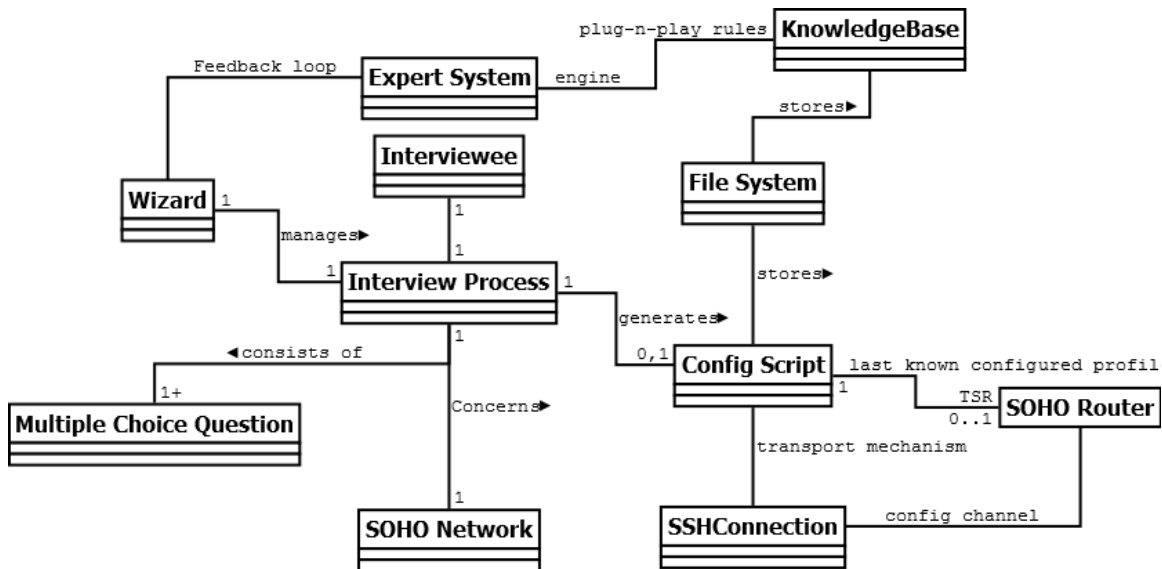 KnowledgeBase
plug-n-play rules
Feedback loop
Expert System
engine
stores►
Interviewee
File System
Wizard
1
1
manages►
1
1
Interview Process
1
stores►
generates►
1
◄consists of
0,1
Config Script
last known configured profil
1
1+
Concerns►
TSR
SOHO Router
0..1
Multiple Choice Question
transport mechanism
1
SOHO Network
SSHConnection
config channel